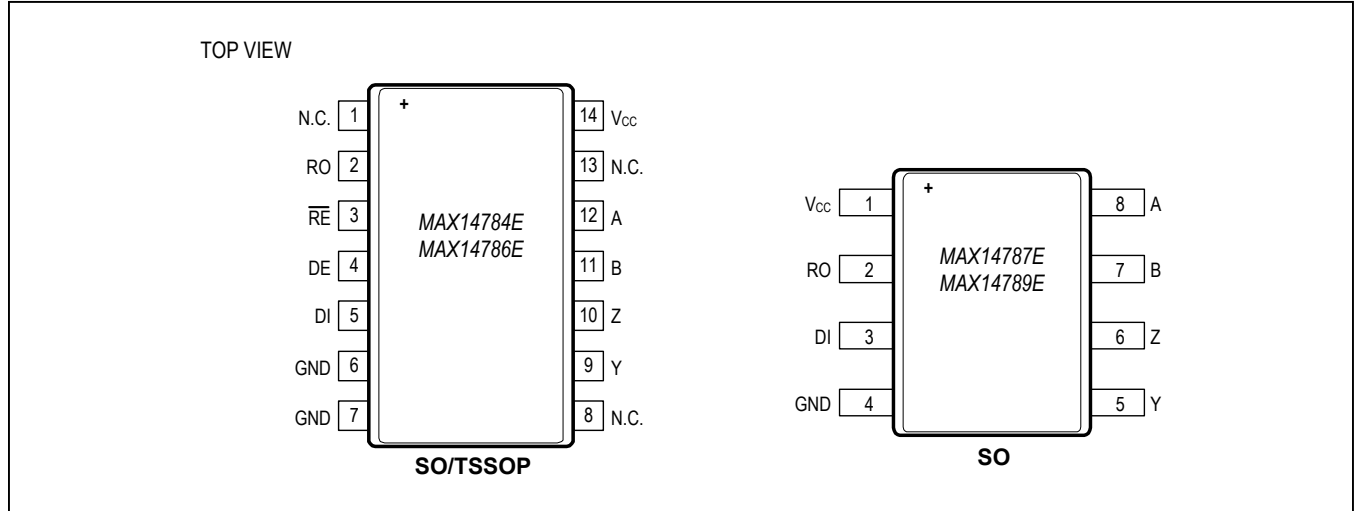 TOP VIEW
+
N.C. 1
RO 2
R̅E̅ 3
DE 4
DI 5
GND 6
GND 7
MAX14784E
MAX14786E
14 Vcc
13 N.C.
12 A
11 B
10 Z
9 Y
8 N.C.
SO/TSSOP
+
Vcc 1
RO 2
DI 3
GND 4
MAX14787E
MAX14789E
8 A
7 B
6 Z
5 Y
SO